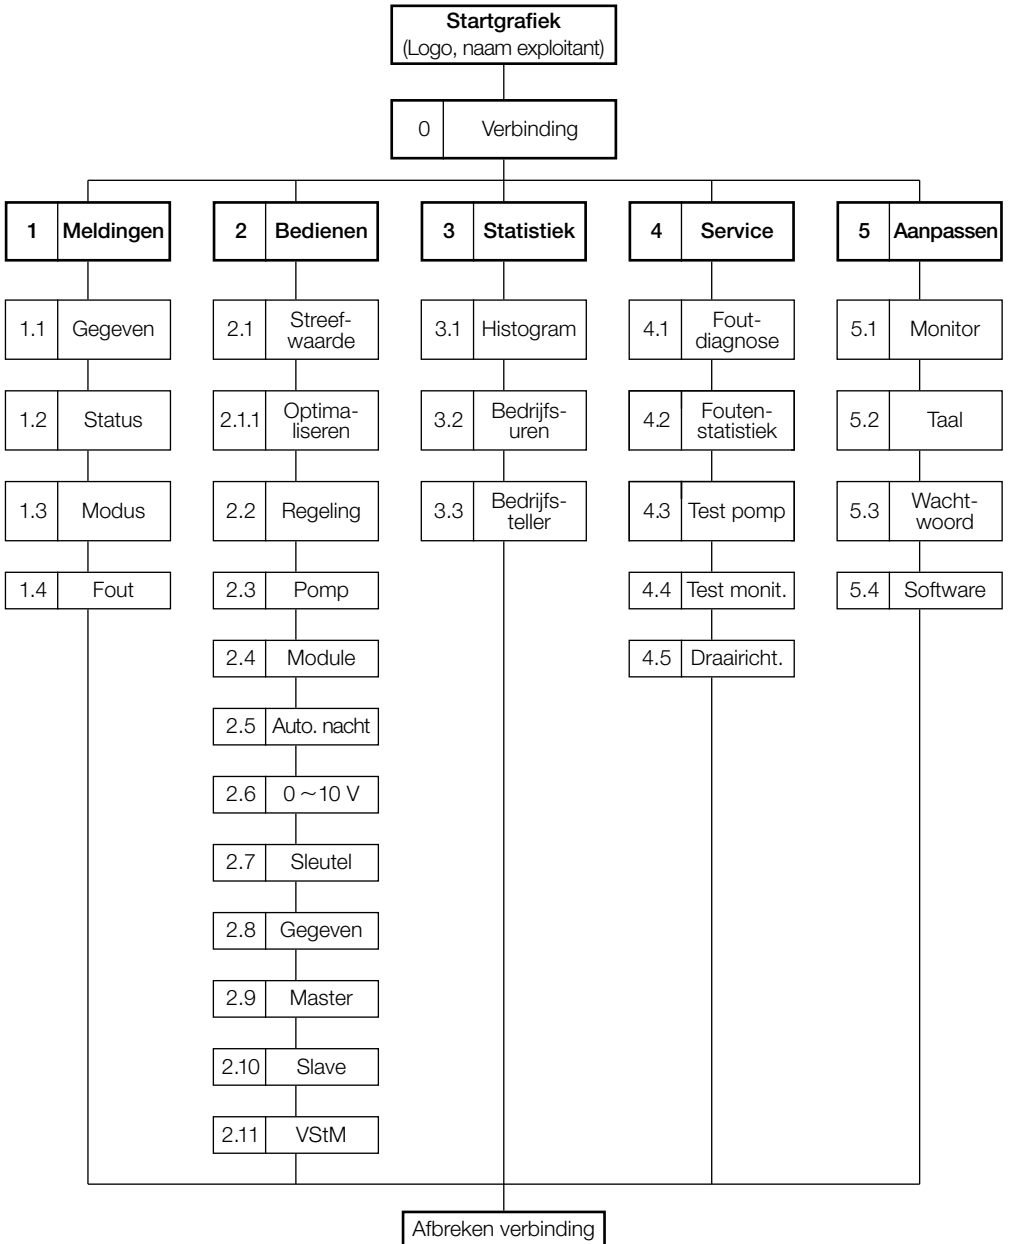 Startgrafiek
(Logo, naam exploitant)
0 Verbinding
1 Meldingen
1.1 Gegeven
1.2 Status
1.3 Modus
1.4 Fout
2 Bedienen
2.1 Streef-
waarde
2.1.1 Optima-
liseren
2.2 Regeling
2.3 Pomp
2.4 Module
2.5 Auto. nacht
2.6 0 ~ 10 V
2.7 Sleutel
2.8 Gegeven
2.9 Master
2.10 Slave
2.11 VStM
3 Statistiek
3.1 Histogram
3.2 Bedrijfs-
uren
3.3 Bedrijfs-
teller
4 Service
4.1 Fout-
diagnose
4.2 Fouten-
statistiek
4.3 Test pomp
4.4 Test monit.
4.5 Draairicht.
5 Aanpassen
5.1 Monitor
5.2 Taal
5.3 Wacht-
woord
5.4 Software
Afbreken verbinding